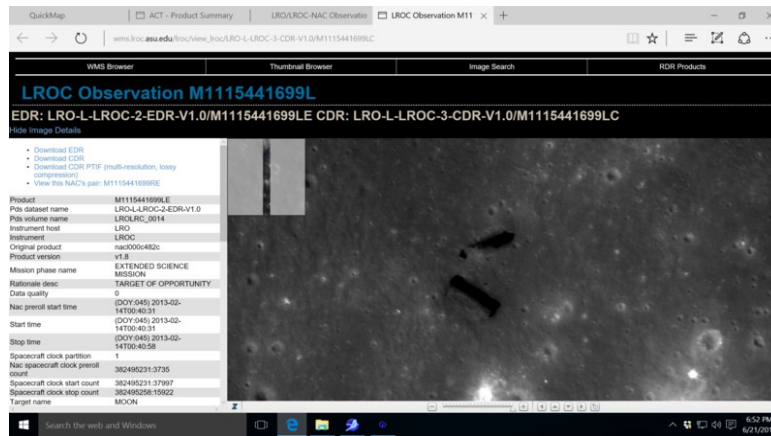 QuickMap
ACT - Product Summary
LRO/LROC-NAC Observatio
LROC Observation M11
wms.lroc.asu.edu/lroc/view_lroc/LRO-L-LROC-3-CDR-V1.0/M1115441699LC
WMS Browser
Thumbnail Browser
Image Search
RDR Products
LROC Observation M1115441699L
EDR: LRO-L-LROC-2-EDR-V1.0/M1115441699LE CDR: LRO-L-LROC-3-CDR-V1.0/M1115441699LC
Hide Image Details
Download EDR
Download CDR
Download CDR PTIF (multi-resolution, lossy
compression)
View this NAC's pair: M1115441699RE
Product M1115441699LE
Pds dataset name LRO-L-LROC-2-EDR-V1.0
Pds volume name LROLRC_0014
Instrument host LRO
Instrument LROC
Original product nacl000c482c
Product version v1.8
Mission phase name EXTENDED SCIENCE
MISSION
Rationale desc TARGET OF OPPORTUNITY
Data quality 0
Nac preroll start time (DOY:045) 2013-02-
14T00:40:31
Start time (DOY:045) 2013-02-
14T00:40:31
Stop time (DOY:045) 2013-02-
14T00:40:58
Spacecraft clock partition 1
Nac spacecraft clock preroll
count 382495231:3735
Spacecraft clock start count 382495231:37997
Spacecraft clock stop count 382495258:15922
Target name MOON
Z
Search the web and Windows
6:52 PM
6/21/201